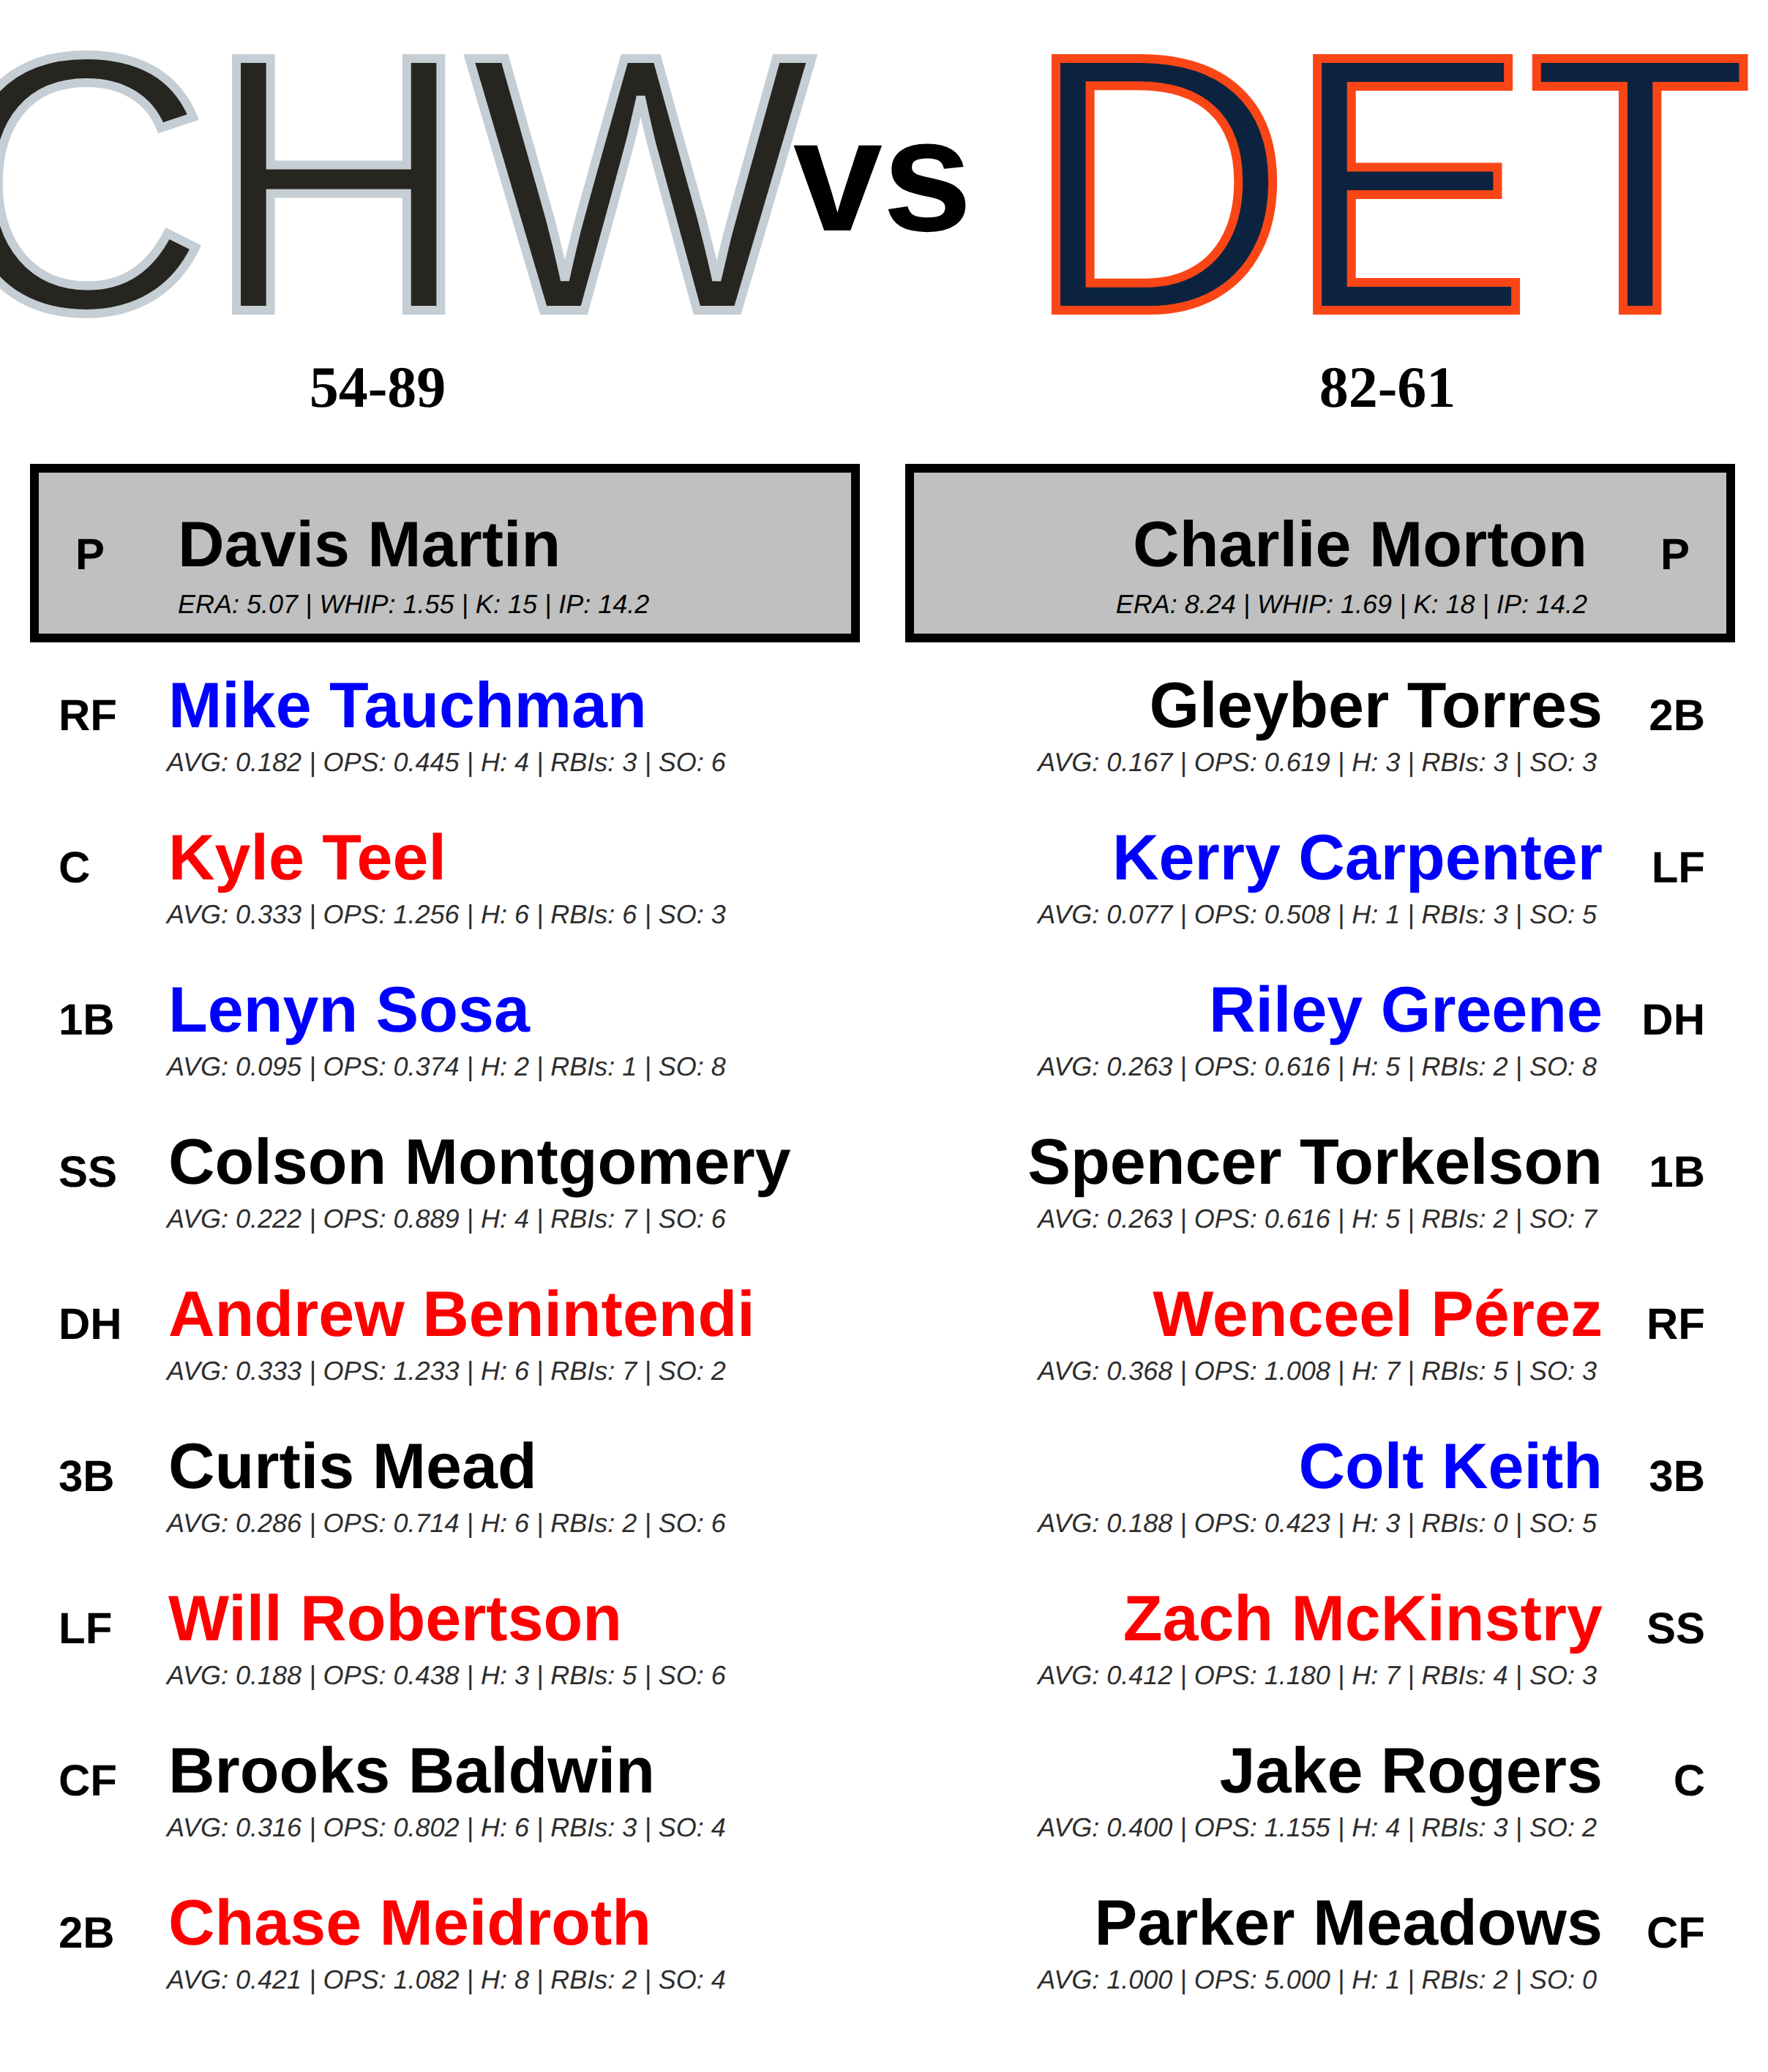 CHW vs DET
54-89
82-61
P Davis Martin
ERA: 5.07 | WHIP: 1.55 | K: 15 | IP: 14.2
Charlie Morton P
ERA: 8.24 | WHIP: 1.69 | K: 18 | IP: 14.2
RF Mike Tauchman
AVG: 0.182 | OPS: 0.445 | H: 4 | RBIs: 3 | SO: 6
C Kyle Teel
AVG: 0.333 | OPS: 1.256 | H: 6 | RBIs: 6 | SO: 3
1B Lenyn Sosa
AVG: 0.095 | OPS: 0.374 | H: 2 | RBIs: 1 | SO: 8
SS Colson Montgomery
AVG: 0.222 | OPS: 0.889 | H: 4 | RBIs: 7 | SO: 6
DH Andrew Benintendi
AVG: 0.333 | OPS: 1.233 | H: 6 | RBIs: 7 | SO: 2
3B Curtis Mead
AVG: 0.286 | OPS: 0.714 | H: 6 | RBIs: 2 | SO: 6
LF Will Robertson
AVG: 0.188 | OPS: 0.438 | H: 3 | RBIs: 5 | SO: 6
CF Brooks Baldwin
AVG: 0.316 | OPS: 0.802 | H: 6 | RBIs: 3 | SO: 4
2B Chase Meidroth
AVG: 0.421 | OPS: 1.082 | H: 8 | RBIs: 2 | SO: 4
Gleyber Torres 2B
AVG: 0.167 | OPS: 0.619 | H: 3 | RBIs: 3 | SO: 3
Kerry Carpenter LF
AVG: 0.077 | OPS: 0.508 | H: 1 | RBIs: 3 | SO: 5
Riley Greene DH
AVG: 0.263 | OPS: 0.616 | H: 5 | RBIs: 2 | SO: 8
Spencer Torkelson 1B
AVG: 0.263 | OPS: 0.616 | H: 5 | RBIs: 2 | SO: 7
Wenceel Pérez RF
AVG: 0.368 | OPS: 1.008 | H: 7 | RBIs: 5 | SO: 3
Colt Keith 3B
AVG: 0.188 | OPS: 0.423 | H: 3 | RBIs: 0 | SO: 5
Zach McKinstry SS
AVG: 0.412 | OPS: 1.180 | H: 7 | RBIs: 4 | SO: 3
Jake Rogers C
AVG: 0.400 | OPS: 1.155 | H: 4 | RBIs: 3 | SO: 2
Parker Meadows CF
AVG: 1.000 | OPS: 5.000 | H: 1 | RBIs: 2 | SO: 0